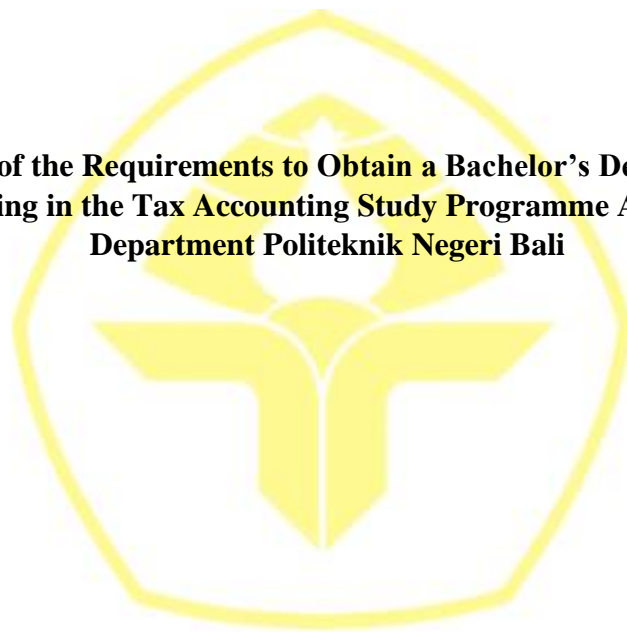 of the Requirements to Obtain a Bachelor’s De
ing in the Tax Accounting Study Programme A
Department Politeknik Negeri Bali